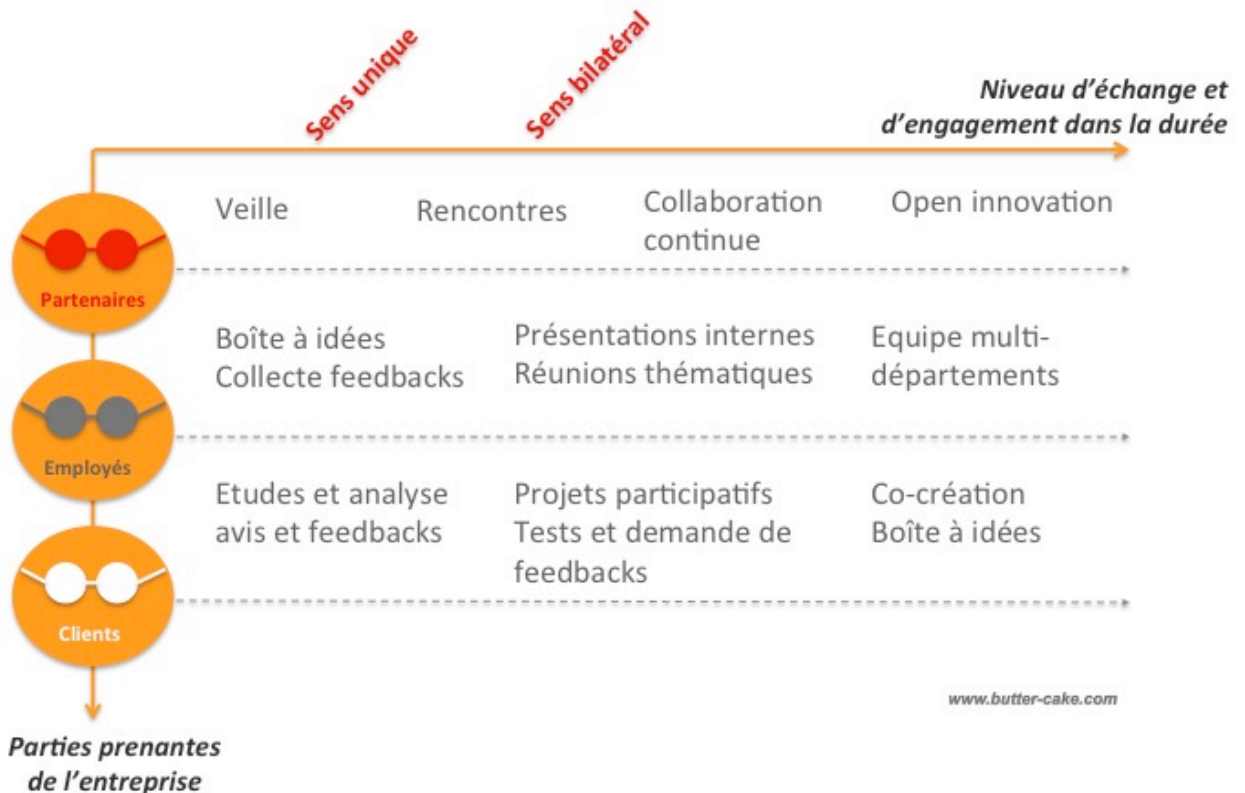 Sens unique
Sens bilatéral
Niveau d'échange et
d'engagement dans la durée
Veille
Rencontres
Collaboration
continue
Open innovation
Partenaires
Boîte à idées
Collecte feedbacks
Présentations internes
Réunions thématiques
Equipe multi-
départements
Employés
Etudes et analyse
avis et feedbacks
Projets participatifs
Tests et demande de
feedbacks
Co-création
Boîte à idées
Clients
www.butter-cake.com
Parties prenantes
de l'entreprise